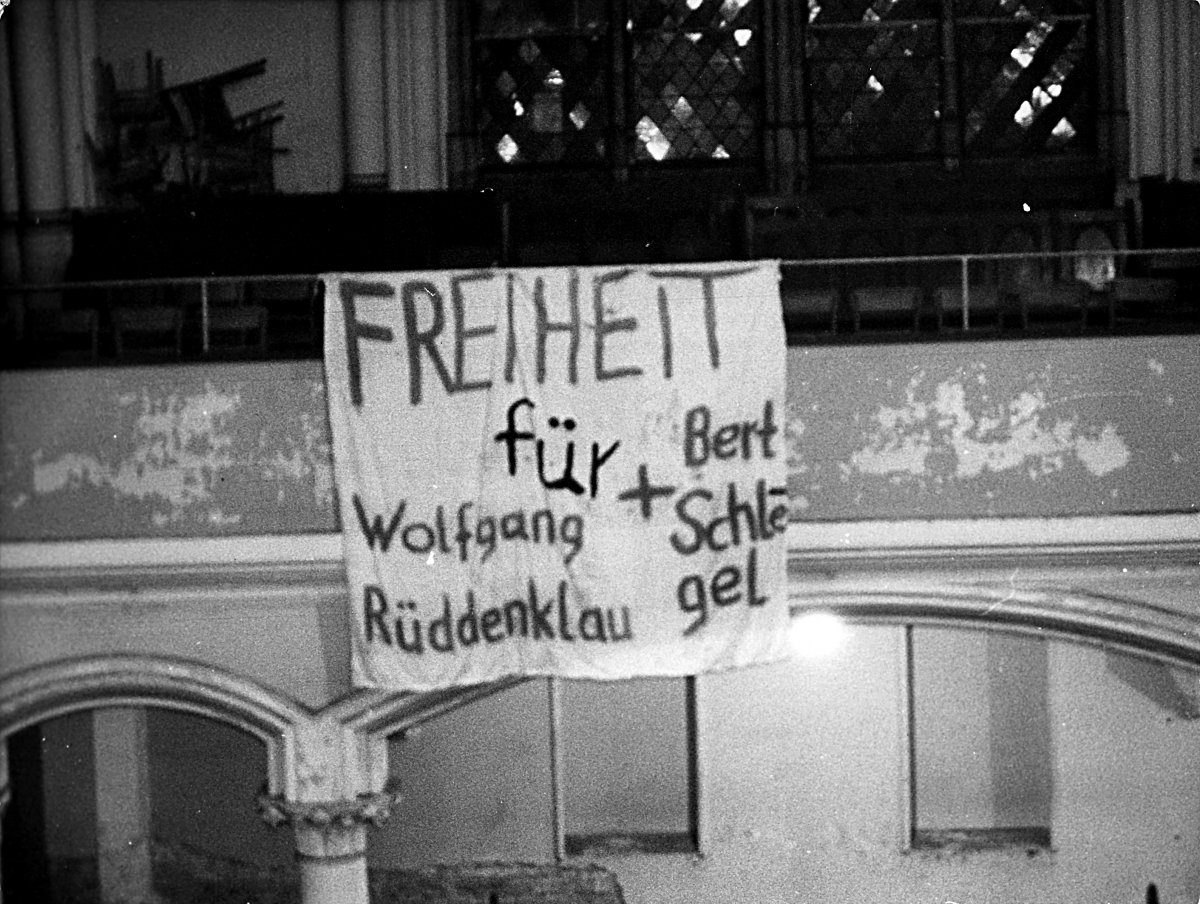 FREIHEIT
für
Wolfgang
Rüddenklau
+
Bert
Schle
gel